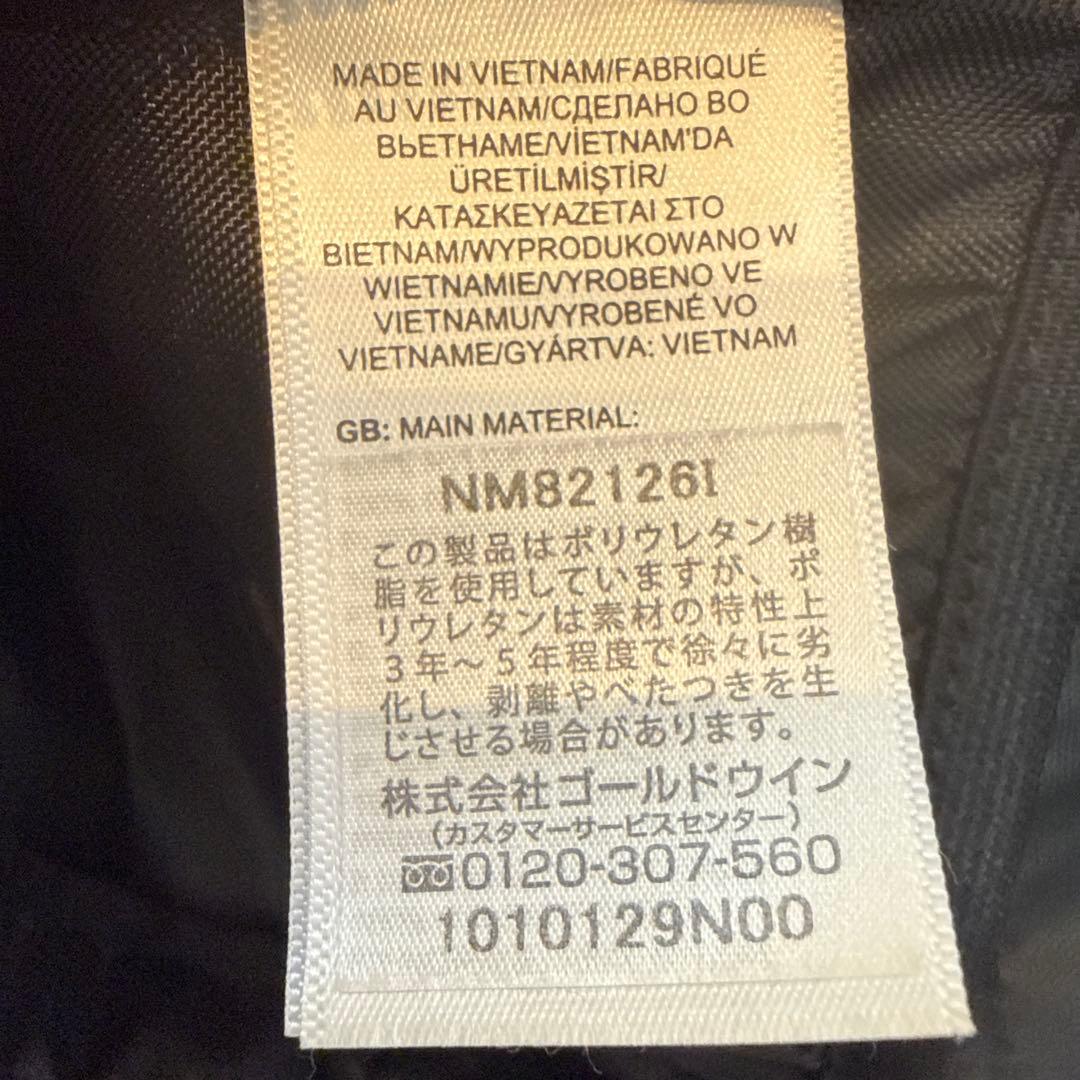 MADE IN VIETNAM/FABRIQUÉ
AU VIETNAM/СДЕЛАНО ВО
ВЬЕТНАМЕ/VİETNAM'DA
ÜRETİLMİŞTİR/
ΚΑΤΑΣΚΕΥΑΖΕΤΑΙ ΣΤΟ
ΒΙΕΤΝΑΜ/WYPRODUKOWANO W
WIETNAMIE/VYROBENO VE
VIETNAMU/VYROBENÉ VO
VIETNAME/GYÁRTVA: VIETNAM
GB: MAIN MATERIAL:
NM82126I
この製品はポリウレタン樹
脂を使用していますが、ポ
リウレタンは素材の特性上
3年～5年程度で徐々に劣
化し、剥離やべたつきを生
じさせる場合があります。
株式会社ゴールドウイン
(カスタマーサービスセンター)
0120-307-560
1010129N00